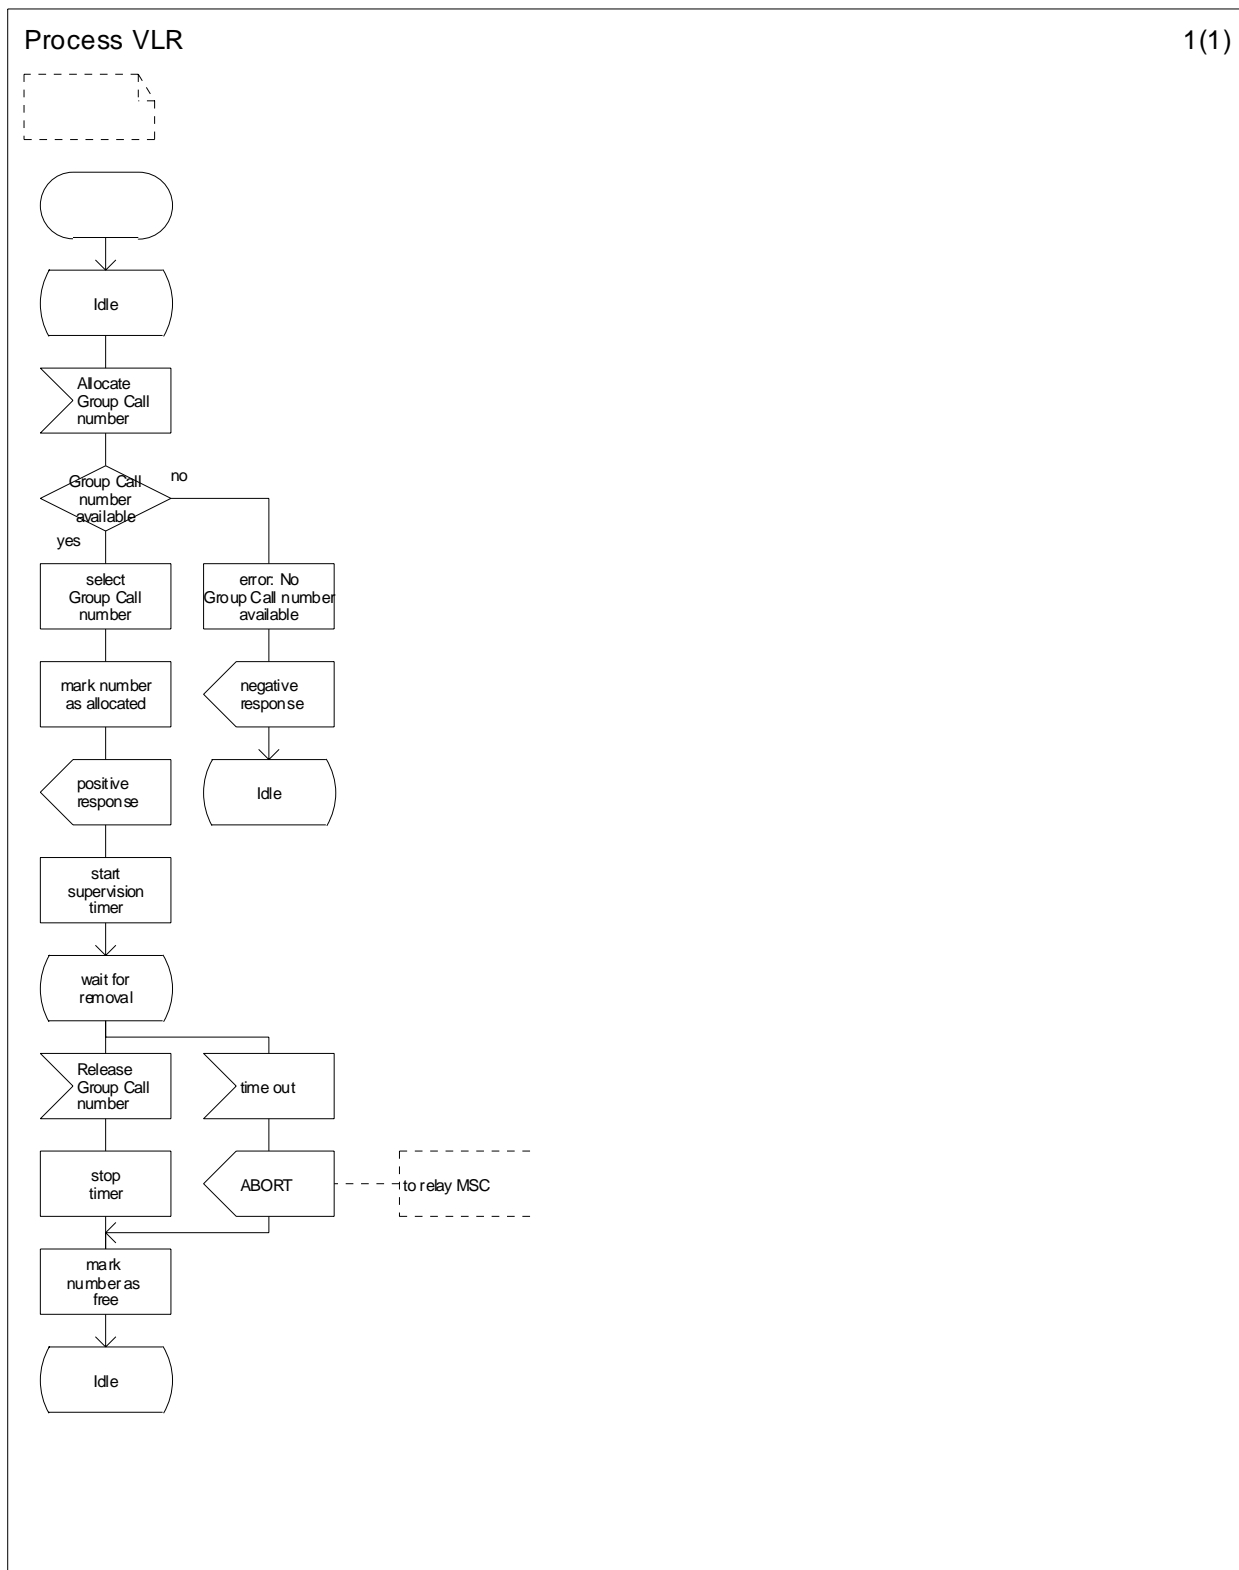 Process VLR
1(1)
Idle
Allocate
Group Call
number
Group Call
number
available
no
yes
select
Group Call
number
error: No
Group Call number
available
mark number
as allocated
negative
response
positive
response
Idle
start
supervision
timer
wait for
removal
Release
Group Call
number
time out
stop
timer
ABORT
to relay MSC
mark
number as
free
Idle